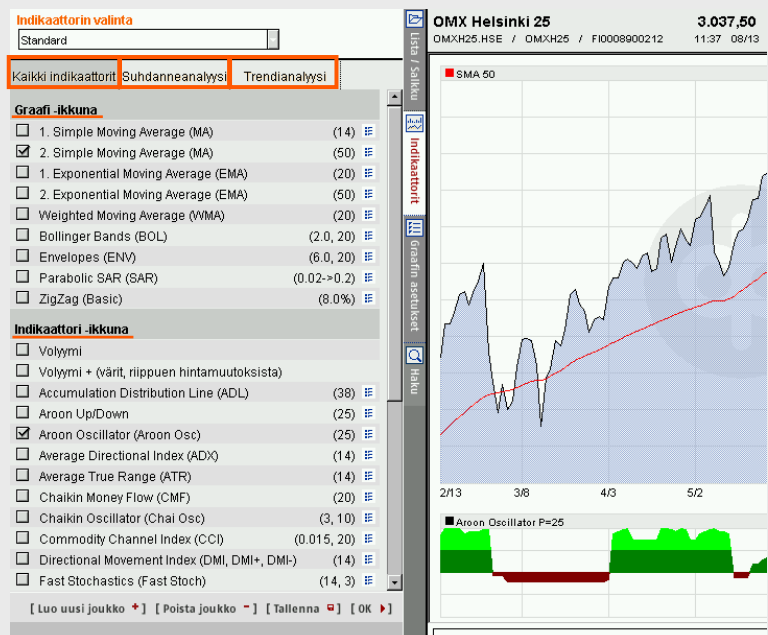 Indikaattorin valinta
Standard
Kaikki indikaattorit Suhdanneanalyysi Trendianalyysi
Graafi -ikkuna
1. Simple Moving Average (MA) (14)
2. Simple Moving Average (MA) (50)
1. Exponential Moving Average (EMA) (20)
2. Exponential Moving Average (EMA) (50)
Weighted Moving Average (WMA) (20)
Bollinger Bands (BOL) (2.0, 20)
Envelopes (ENV) (6.0, 20)
Parabolic SAR (SAR) (0.02->0.2)
ZigZag (Basic) (8.0%)
Indikaattori -ikkuna
Volyymi
Volyymi + (värit, riippuen hintamuutoksista)
Accumulation Distribution Line (ADL) (38)
Aroon Up/Down (25)
Aroon Oscillator (Aroon Osc) (25)
Average Directional Index (ADX) (14)
Average True Range (ATR) (14)
Chaikin Money Flow (CMF) (20)
Chaikin Oscillator (Chai Osc) (3, 10)
Commodity Channel Index (CCI) (0.015, 20)
Directional Movement Index (DMI, DMI+, DMI-) (14)
Fast Stochastics (Fast Stoch) (14, 3)
[ Luo uusi joukko + ] [ Poista joukko - ] [ Tallenna ] [ OK ]
Lista / Salkku
Indikaattorit
Graafin asetukset
Haku
OMX Helsinki 25 3.037,50
OMXH25.HSE / OMXH25 / FI0008900212 11:37 08/13
SMA 50
2/13 3/8 4/3 5/2
Aroon Oscillator P=25